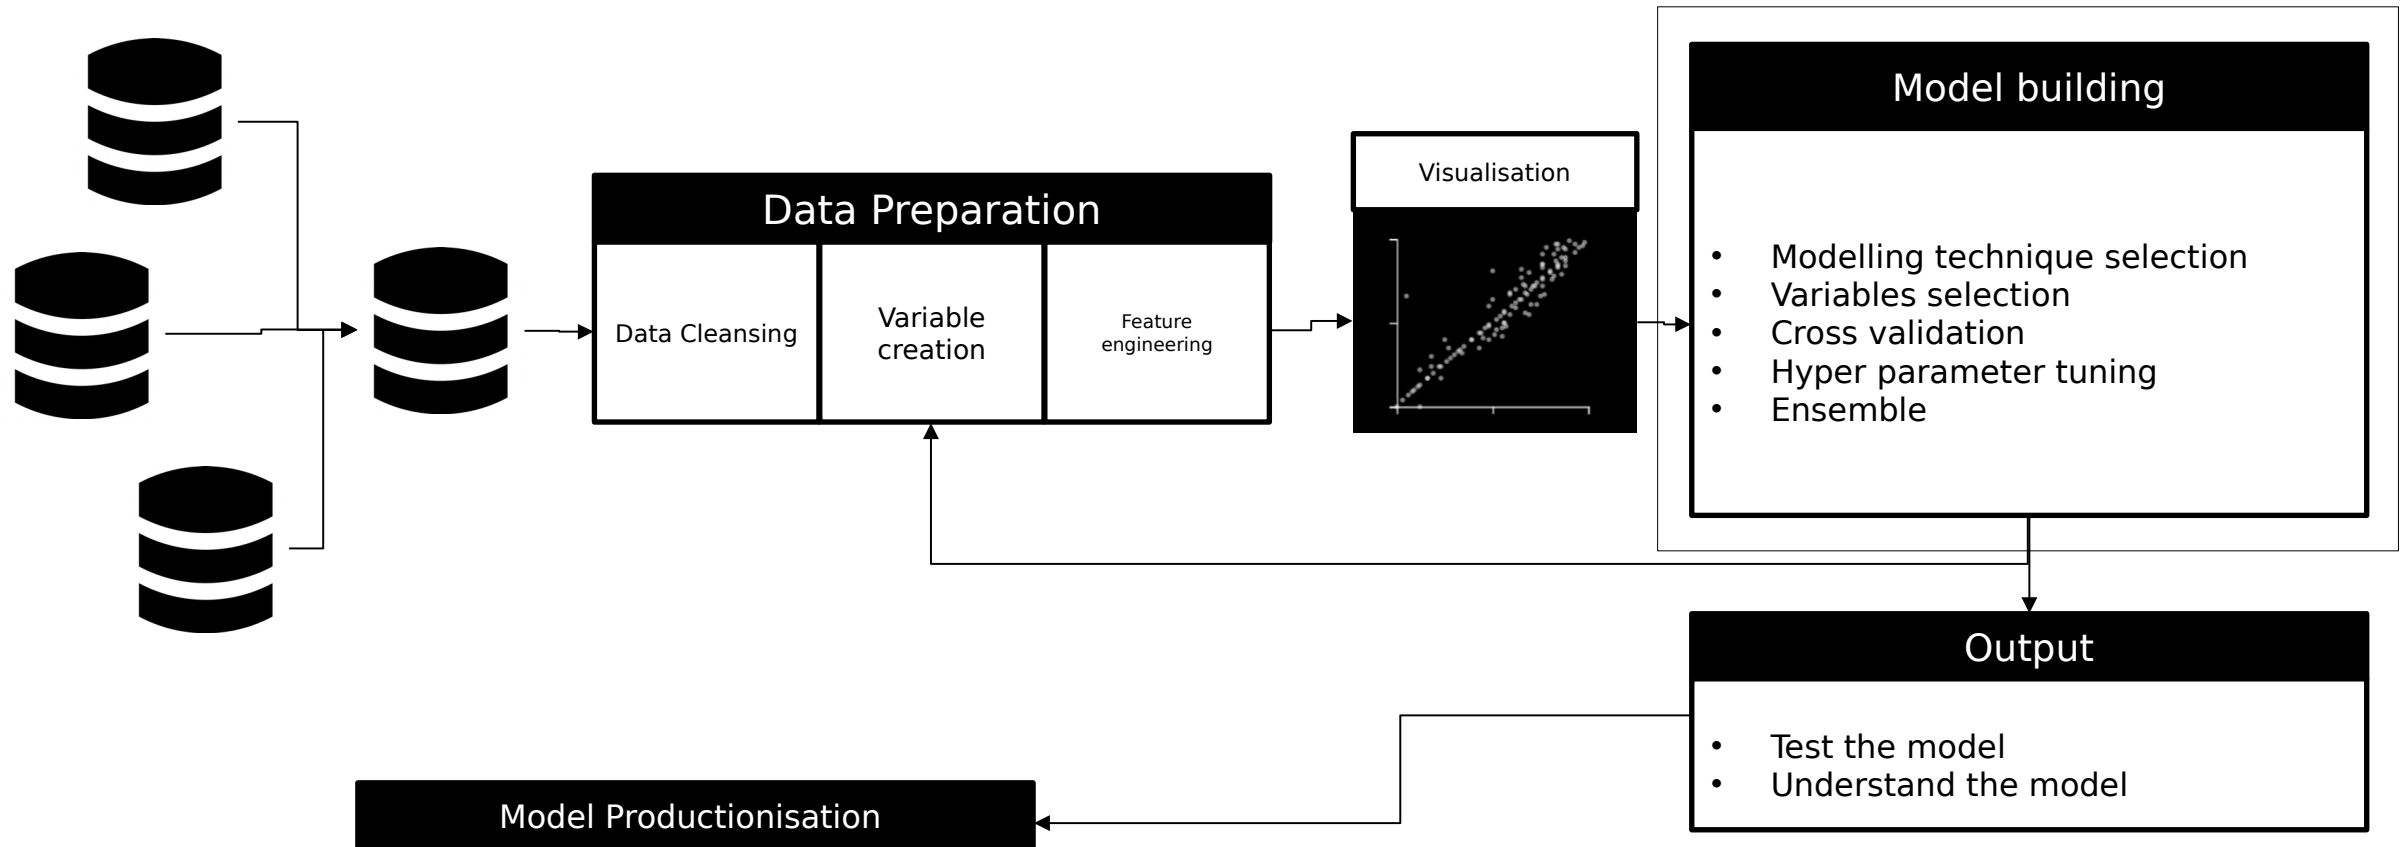 Model building
Visualisation
Data Preparation
Data Cleansing
Variable
creation
Feature
engineering
• Modelling technique selection
• Variables selection
• Cross validation
• Hyper parameter tuning
• Ensemble
Output
• Test the model
• Understand the model
Model Productionisation